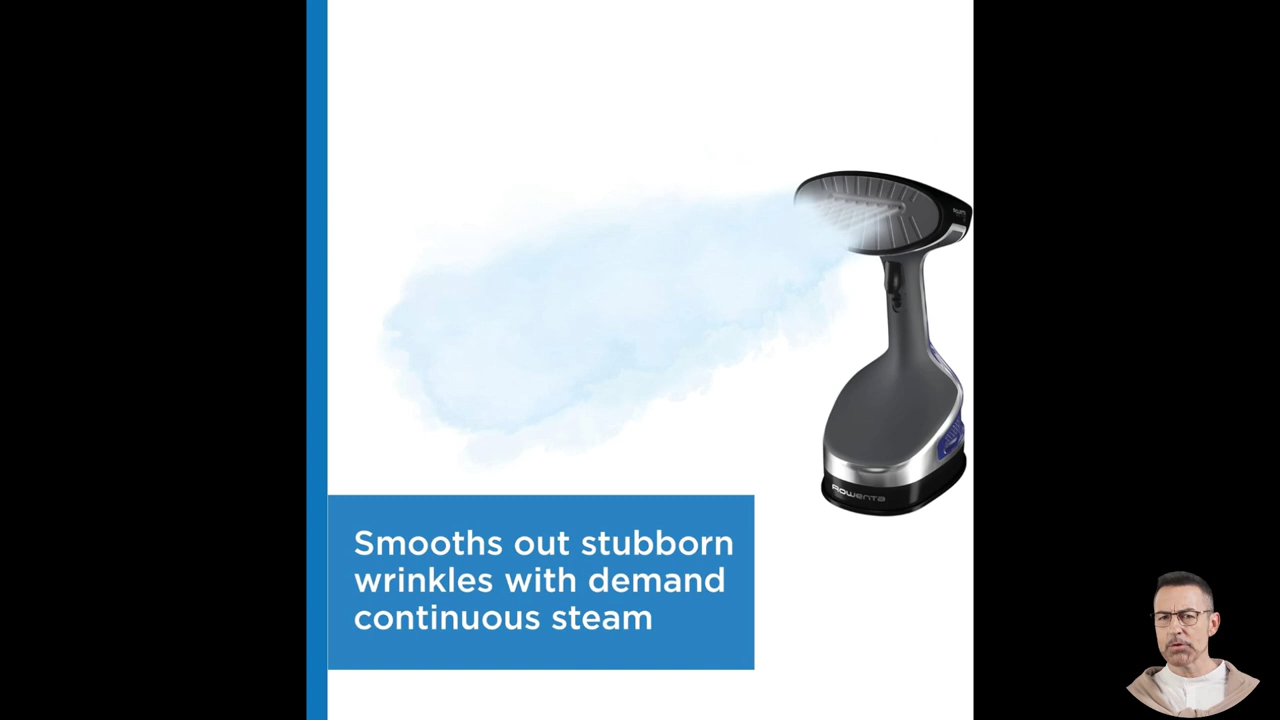 Rowenta
Smooths out stubborn
wrinkles with demand
continuous steam